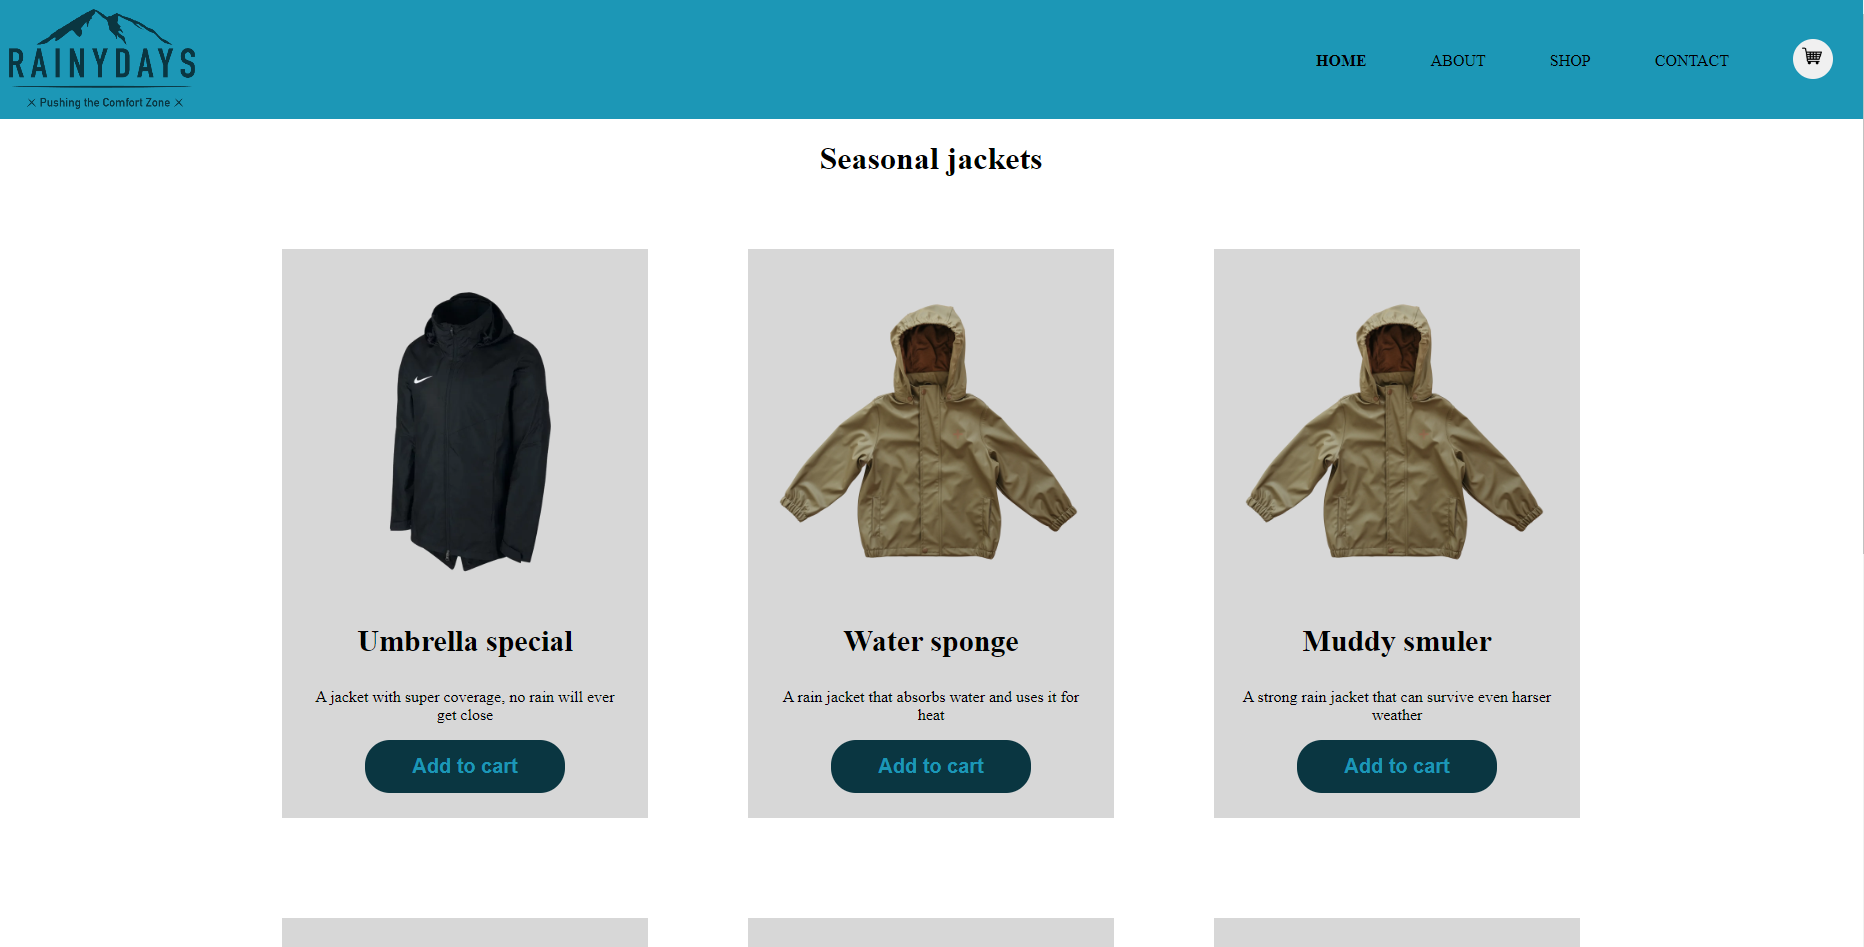 RAINYDAYS
× Pushing the Comfort Zone ×
HOME ABOUT SHOP CONTACT
Seasonal jackets
Umbrella special
A jacket with super coverage, no rain will ever
get close
Add to cart
Water sponge
A rain jacket that absorbs water and uses it for
heat
Add to cart
Muddy smuler
A strong rain jacket that can survive even harser
weather
Add to cart